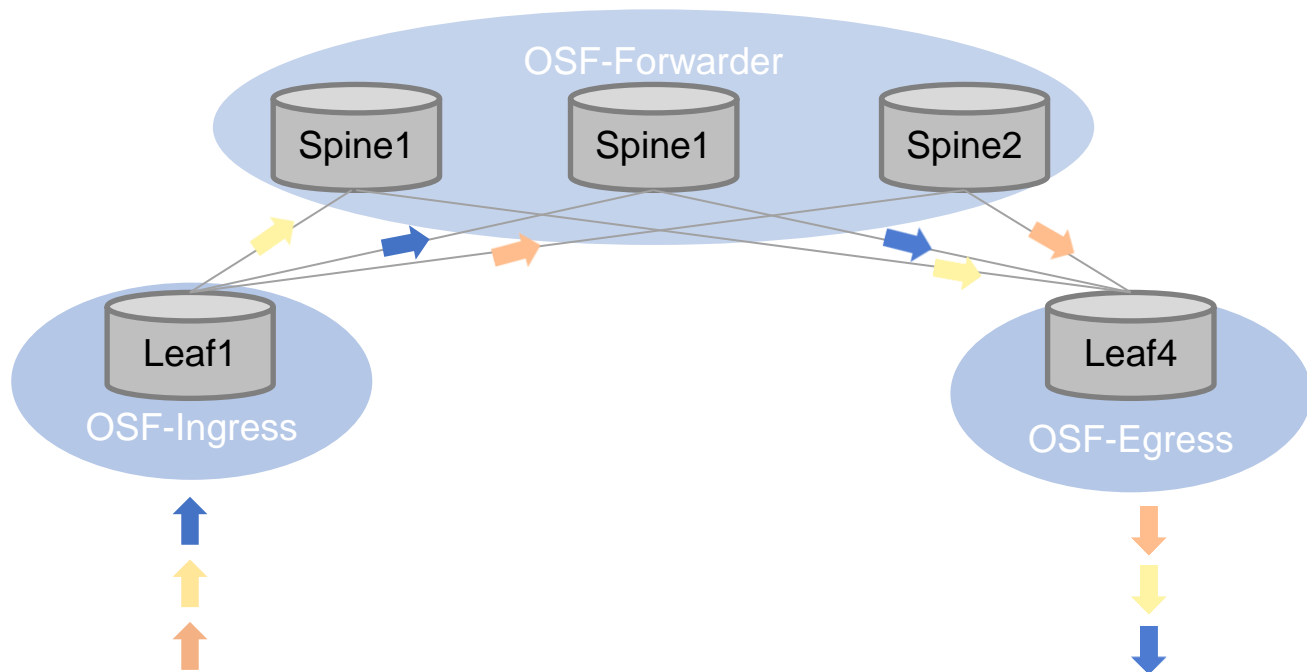 OSF-Forwarder
Spine1
Spine1
Spine2
Leaf1
OSF-Ingress
Leaf4
OSF-Egress